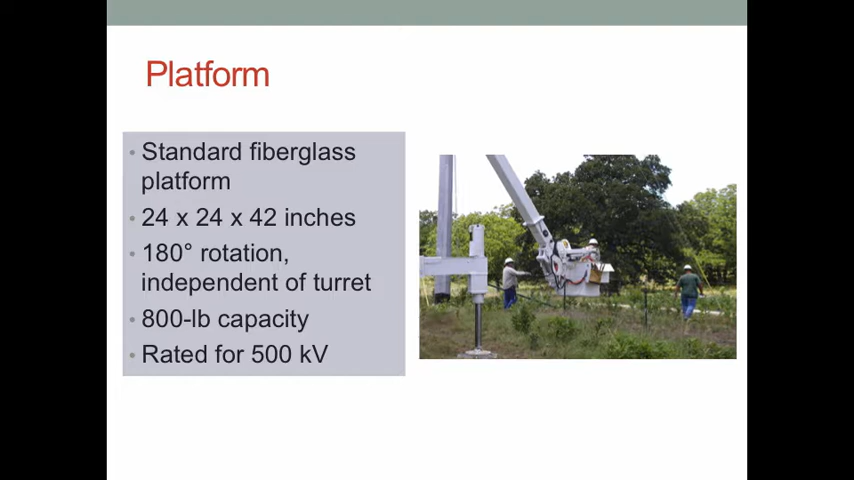 Platform
• Standard fiberglass
platform
• 24 x 24 x 42 inches
• 180° rotation,
independent of turret
• 800-lb capacity
• Rated for 500 kV